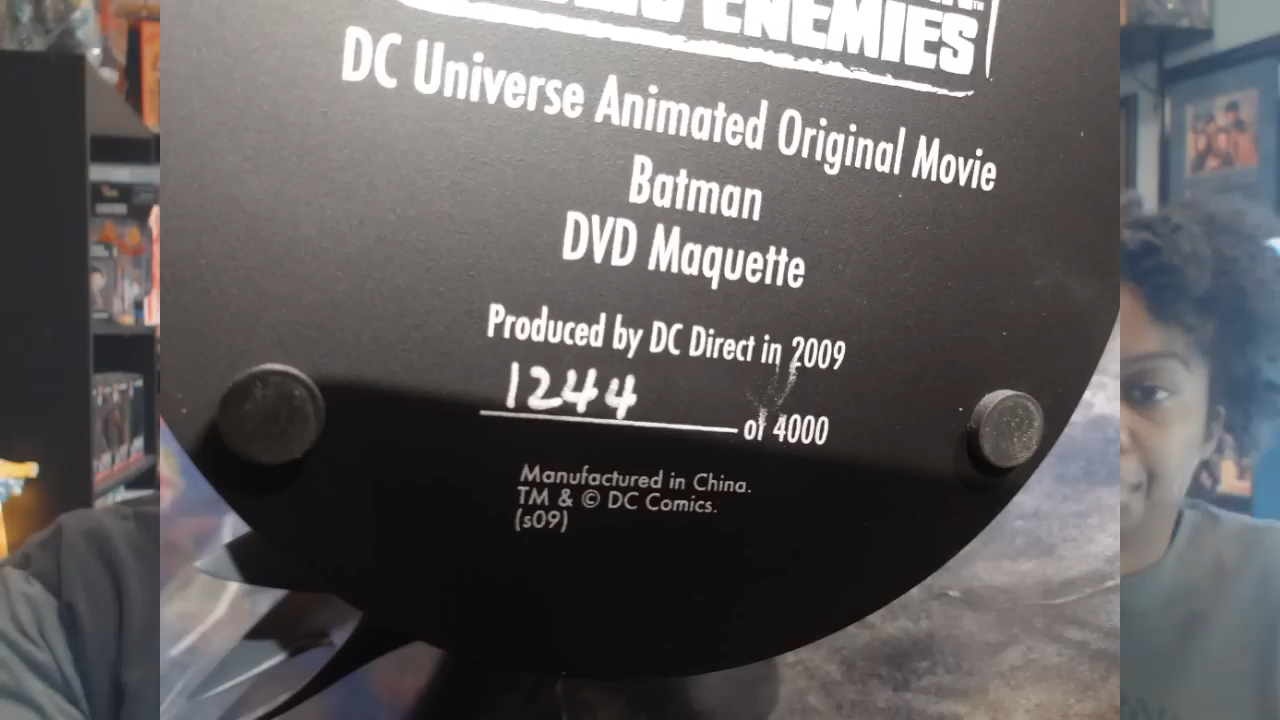 ENEMIES
DC Universe Animated Original Movie
Batman
DVD Maquette
Produced by DC Direct in 2009
1244 of 4000
Manufactured in China.
TM & © DC Comics.
(s09)